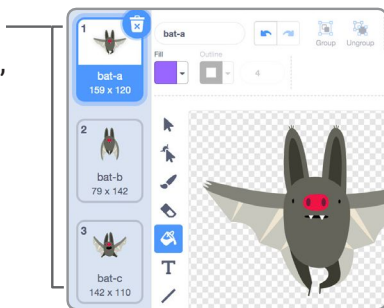 ,
1
bat-a
159 x 120
2
bat-b
79 x 142
3
bat-c
142 x 110
bat-a
Group
Ungroup
Fill
Outline
4
T